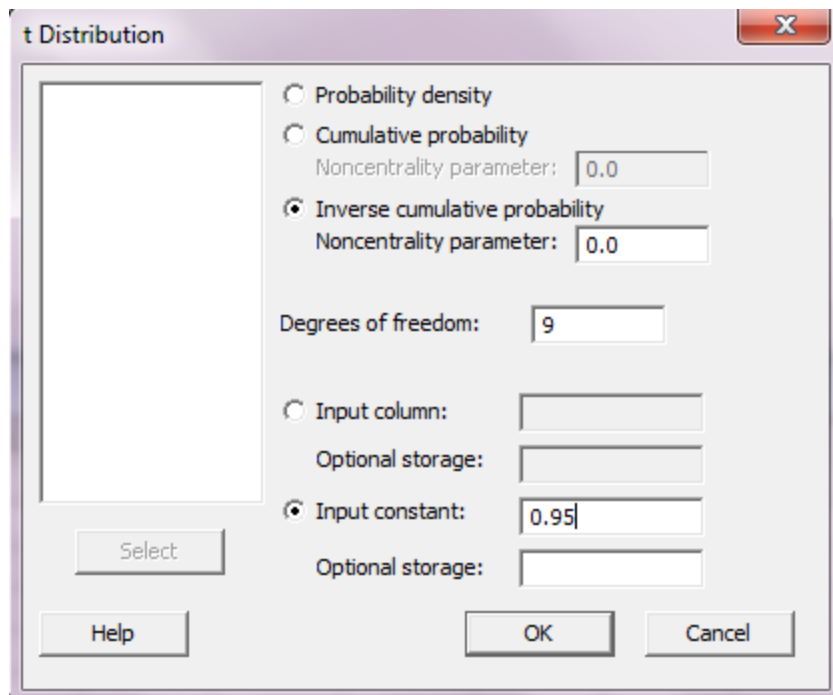 t Distribution
Probability density
Cumulative probability
Noncentrality parameter: 0.0
Inverse cumulative probability
Noncentrality parameter: 0.0
Degrees of freedom: 9
Input column:
Optional storage:
Input constant: 0.95
Select
Optional storage:
Help OK Cancel